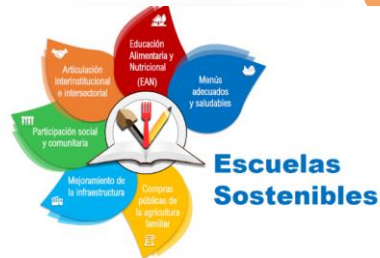 Educación
Alimentaria y
Nutricional
(EAN)
Menús
adecuados
y saludables
Articulación
interinstitucional
e intersectorial
Participación social
y comunitaria
Mejoramiento de
la infraestructura
Compras
públicas de
la agricultura
familiar
Escuelas
Sostenibles